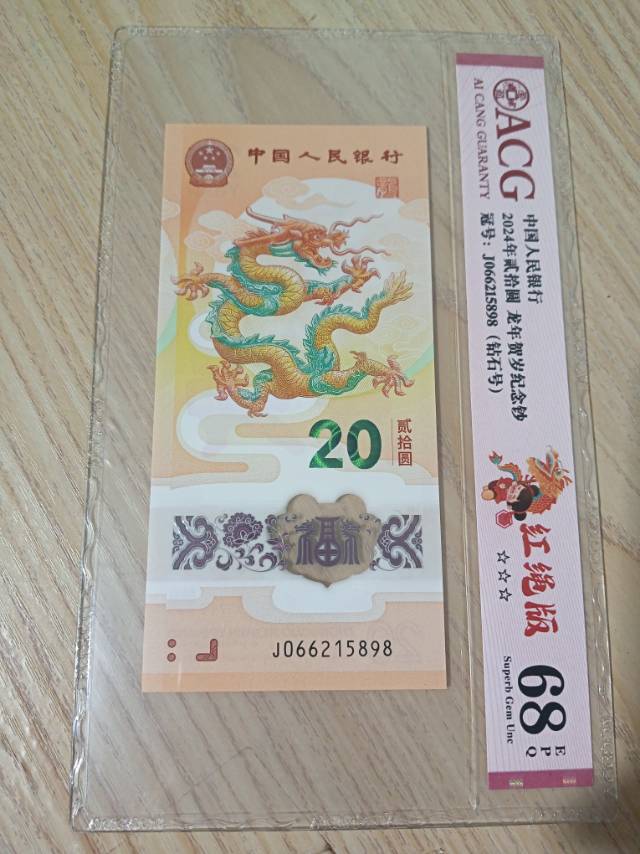 中国人民银行
20
贰拾圆
福
J066215898
ACG
AI CANG GUARANTY
中国人民银行
2024年贰拾圆 龙年贺岁纪念钞
冠号：J066215898（钻石号）
红绳版
☆☆☆
68
E
P
Q
Superb Gem Unc